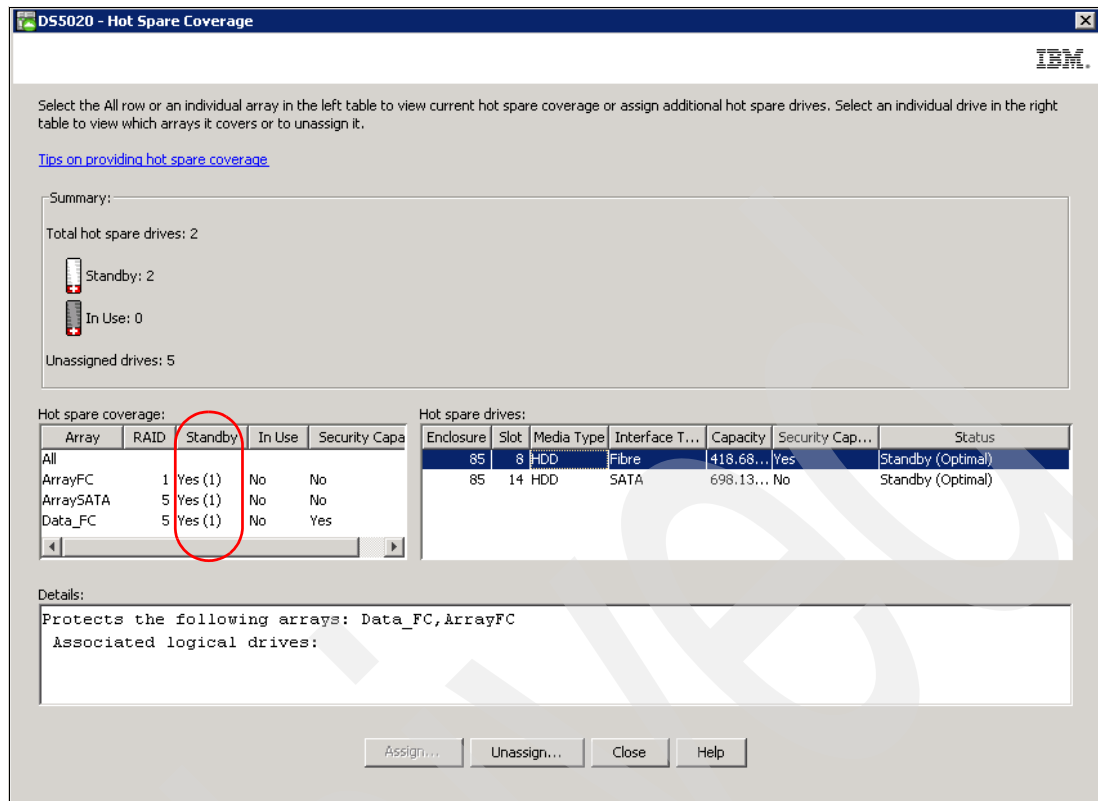 DS5020 - Hot Spare Coverage
IBM.
Select the All row or an individual array in the left table to view current hot spare coverage or assign additional hot spare drives. Select an individual drive in the right
table to view which arrays it covers or to unassign it.
Tips on providing hot spare coverage
Summary:
Total hot spare drives: 2
Standby: 2
In Use: 0
Unassigned drives: 5
Hot spare coverage:
Array RAID Standby In Use Security Capa
All
ArrayFC 1 Yes (1) No No
ArraySATA 5 Yes (1) No No
Data_FC 5 Yes (1) No Yes
Hot spare drives:
Enclosure Slot Media Type Interface T... Capacity Security Cap... Status
85 8 HDD Fibre 418.68... Yes Standby (Optimal)
85 14 HDD SATA 698.13... No Standby (Optimal)
Details:
Protects the following arrays: Data_FC,ArrayFC
Associated logical drives:
Assign... Unassign... Close Help